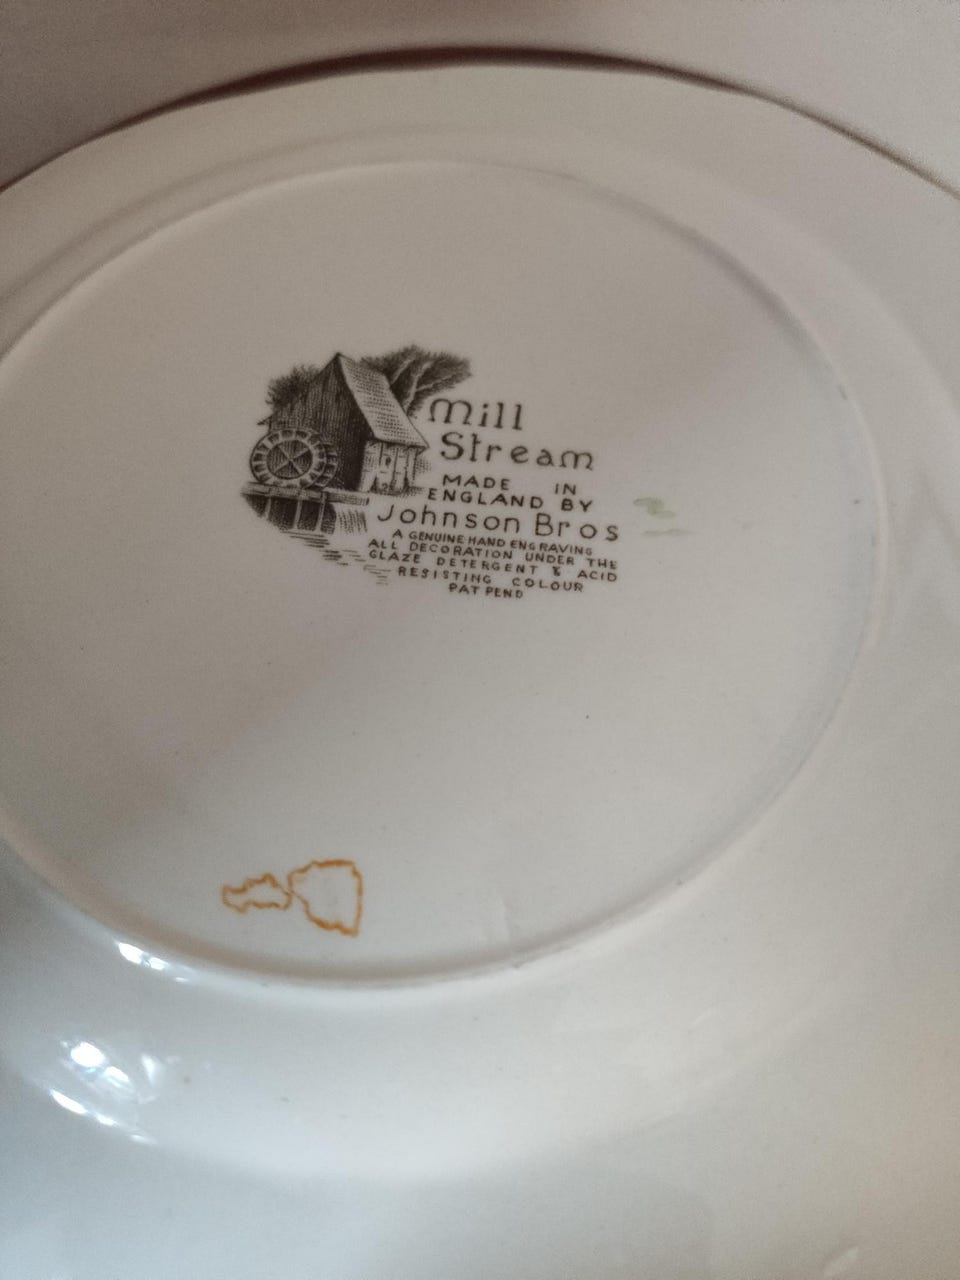 Mill
Stream
MADE IN
ENGLAND BY
Johnson Bros
A GENUINE HAND ENGRAVING
ALL DECORATION UNDER THE
GLAZE DETERGENT & ACID
RESISTING COLOUR
PAT PEND